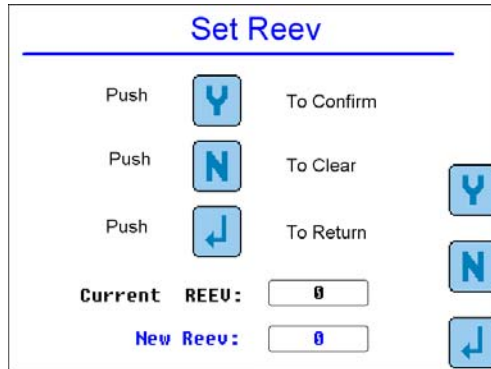 Set Reev
Push Y To Confirm
Push N To Clear
Push ↲ To Return
Y
N
↲
Current REEV: 0
New Reev: 0